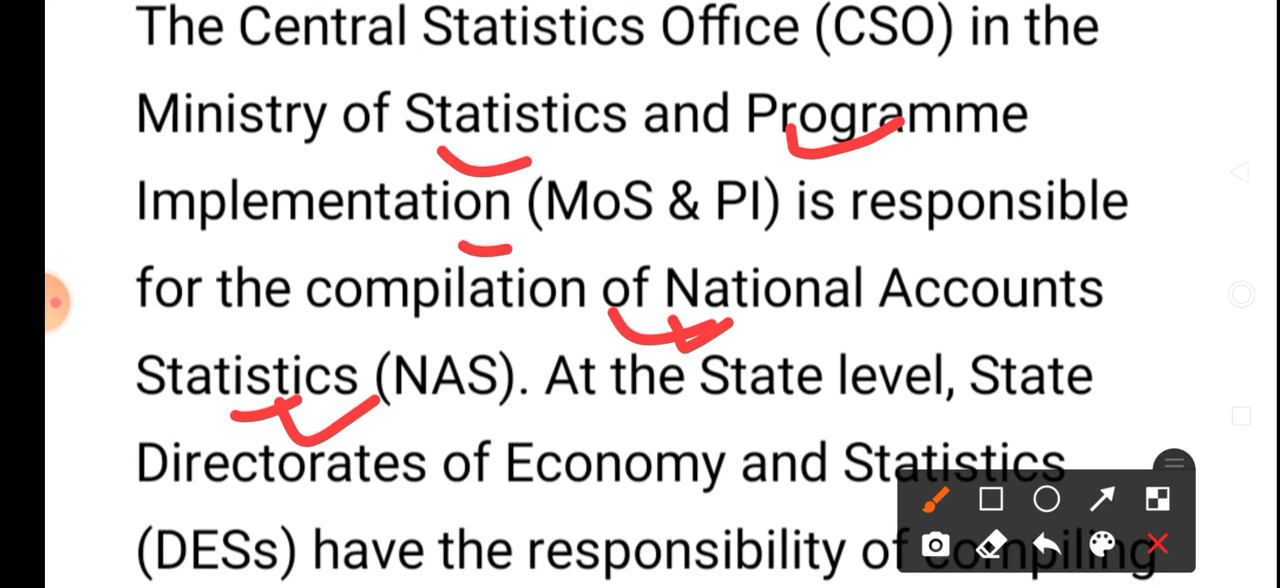 The Central Statistics Office (CSO) in the
Ministry of Statistics and Programme
Implementation (MoS & PI) is responsible
for the compilation of National Accounts
Statistics (NAS). At the State level, State
Directorates of Economy and Statistics
(DESs) have the responsibility of compiling